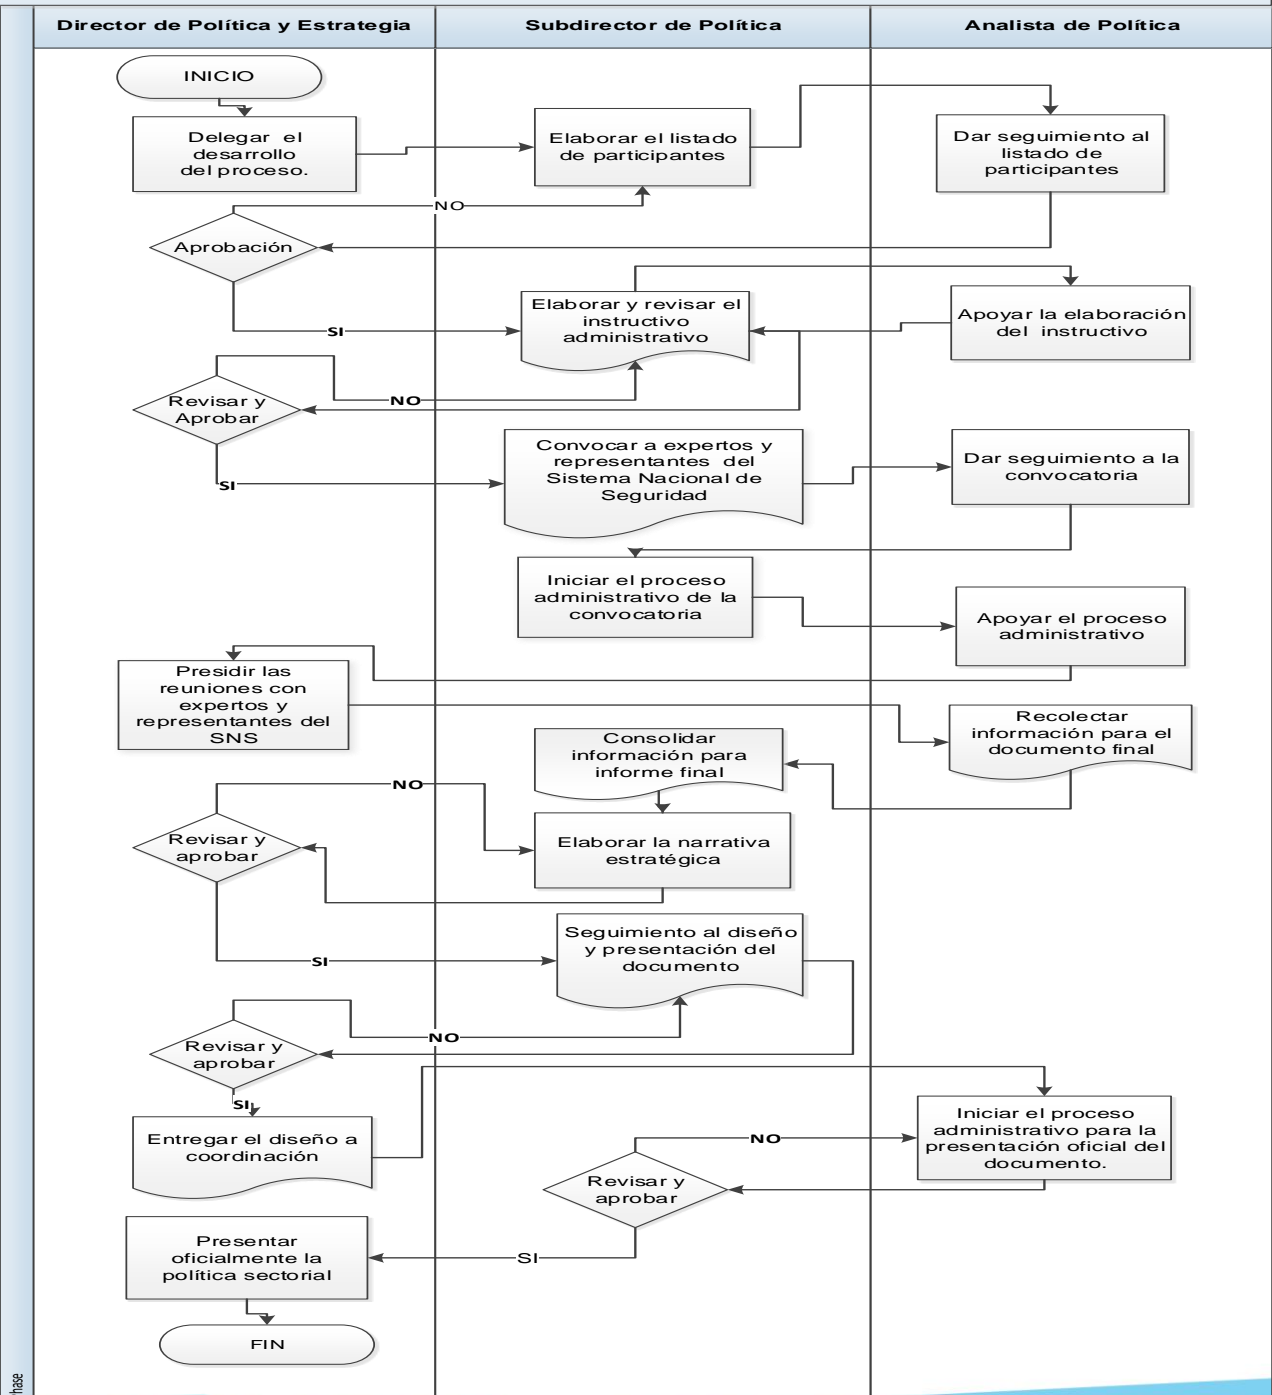 Director de Política y Estrategia
Subdirector de Política
Analista de Política
INICIO
Delegar el
desarrollo
del proceso.
Elaborar el listado
de participantes
Dar seguimiento al
listado de
participantes
NO
Aprobación
SI
Elaborar y revisar el
instructivo
administrativo
Apoyar la elaboración
del instructivo
Revisar y
Aprobar
NO
SI
Convocar a expertos y
representantes del
Sistema Nacional de
Seguridad
Dar seguimiento a la
convocatoria
Iniciar el proceso
administrativo de la
convocatoria
Apoyar el proceso
administrativo
Presidir las
reuniones con
expertos y
representantes del
SNS
Recolectar
información para el
documento final
Consolidar
información para
informe final
NO
Revisar y
aprobar
Elaborar la narrativa
estratégica
SI
Seguimiento al diseño
y presentación del
documento
NO
Revisar y
aprobar
SI
Entregar el diseño a
coordinación
Iniciar el proceso
administrativo para la
presentación oficial del
documento.
NO
Revisar y
aprobar
SI
Presentar
oficialmente la
política sectorial
FIN